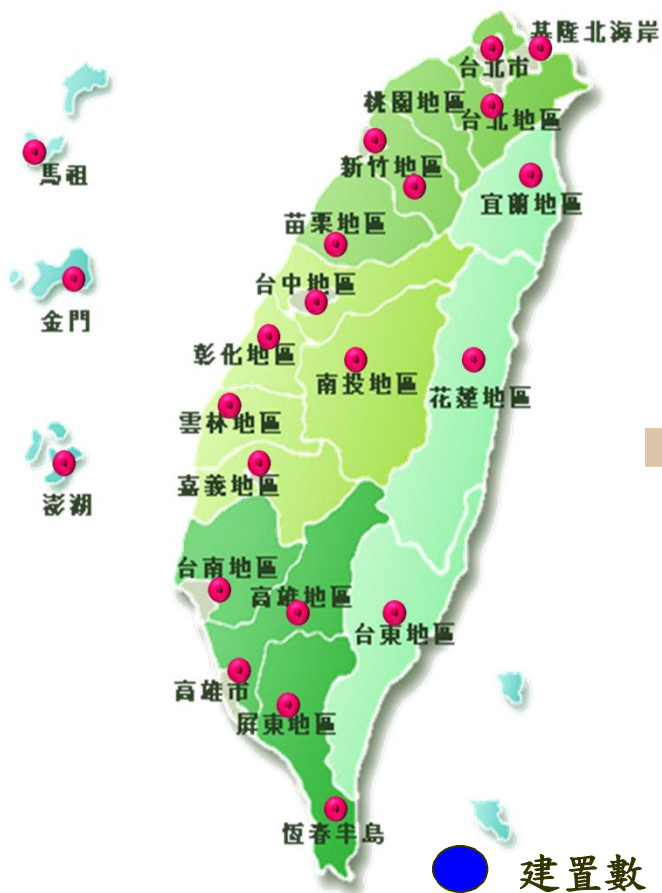 基隆北海岸
台北市
桃園地區
台北地區
新竹地區
馬祖
宜蘭地區
苗栗地區
台中地區
金門
彰化地區
南投地區
花蓮地區
雲林地區
嘉義地區
澎湖
台南地區
高雄地區
台東地區
高雄市
屏東地區
恆春半島
建置數